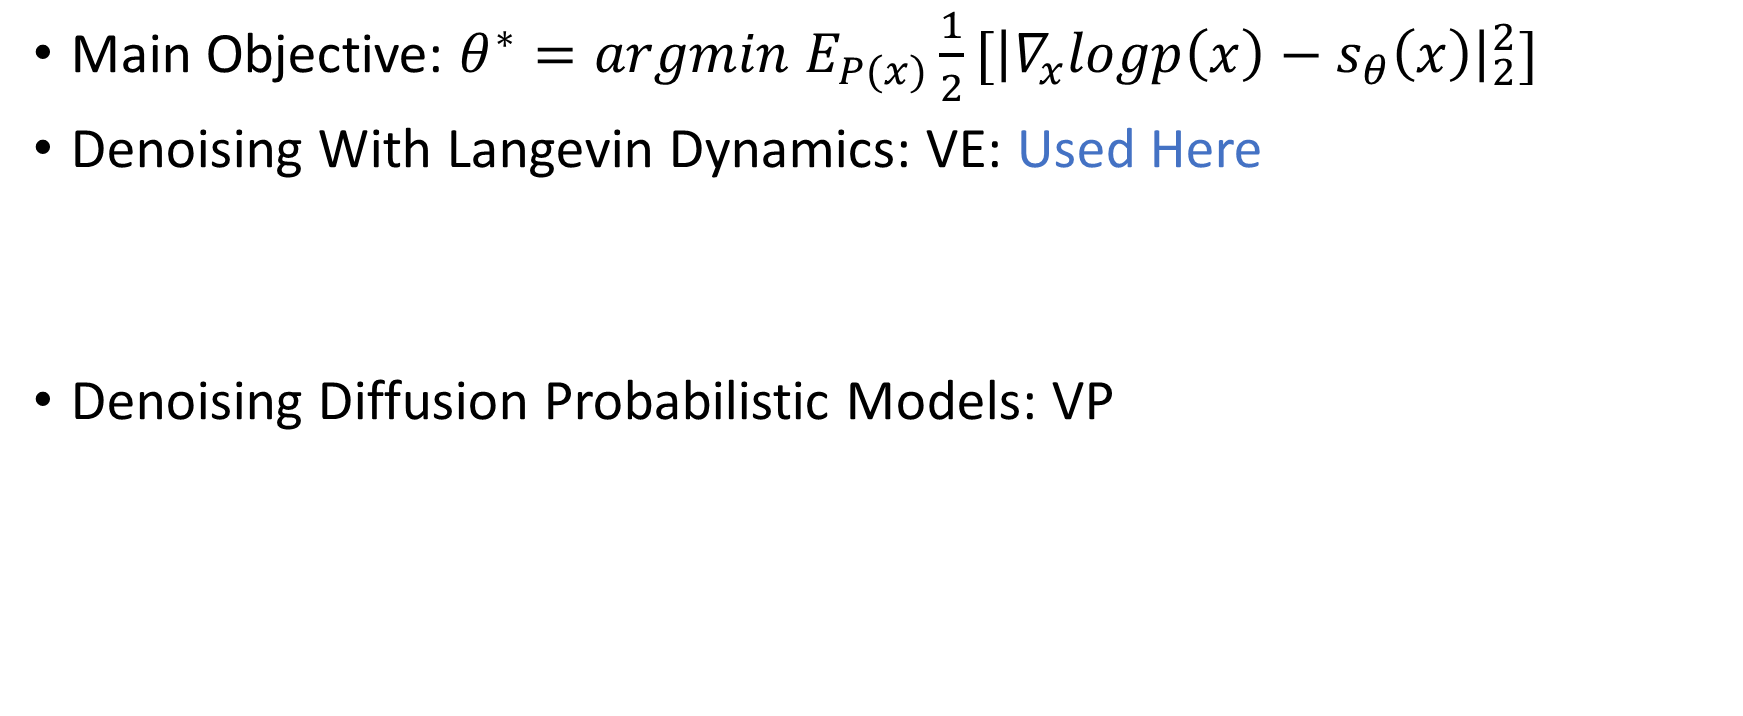 • Main Objective: θ* = argmin E_{P(x)} \frac{1}{2} [|∇_x logp(x) − s_θ(x)|_2^2]
• Denoising With Langevin Dynamics: VE: Used Here
• Denoising Diffusion Probabilistic Models: VP